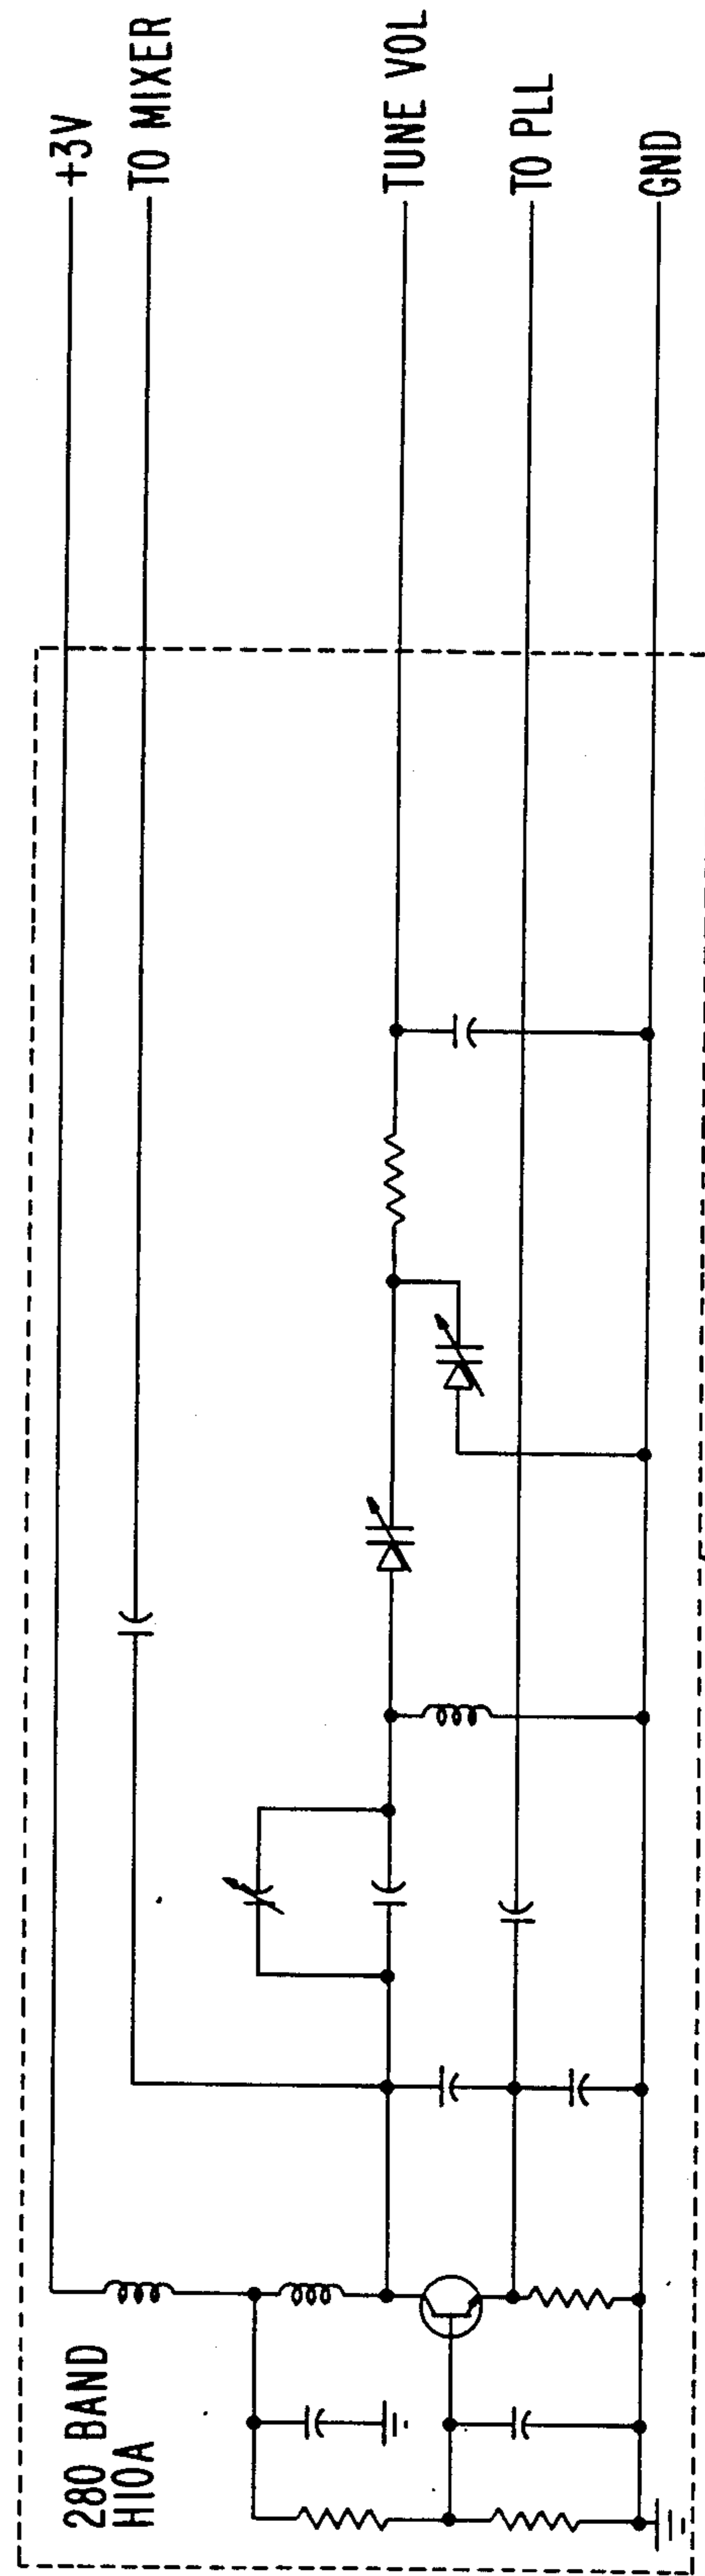 280 BAND
H10A
+3V
TO MIXER
TUNE VOL
TO PLL
GND